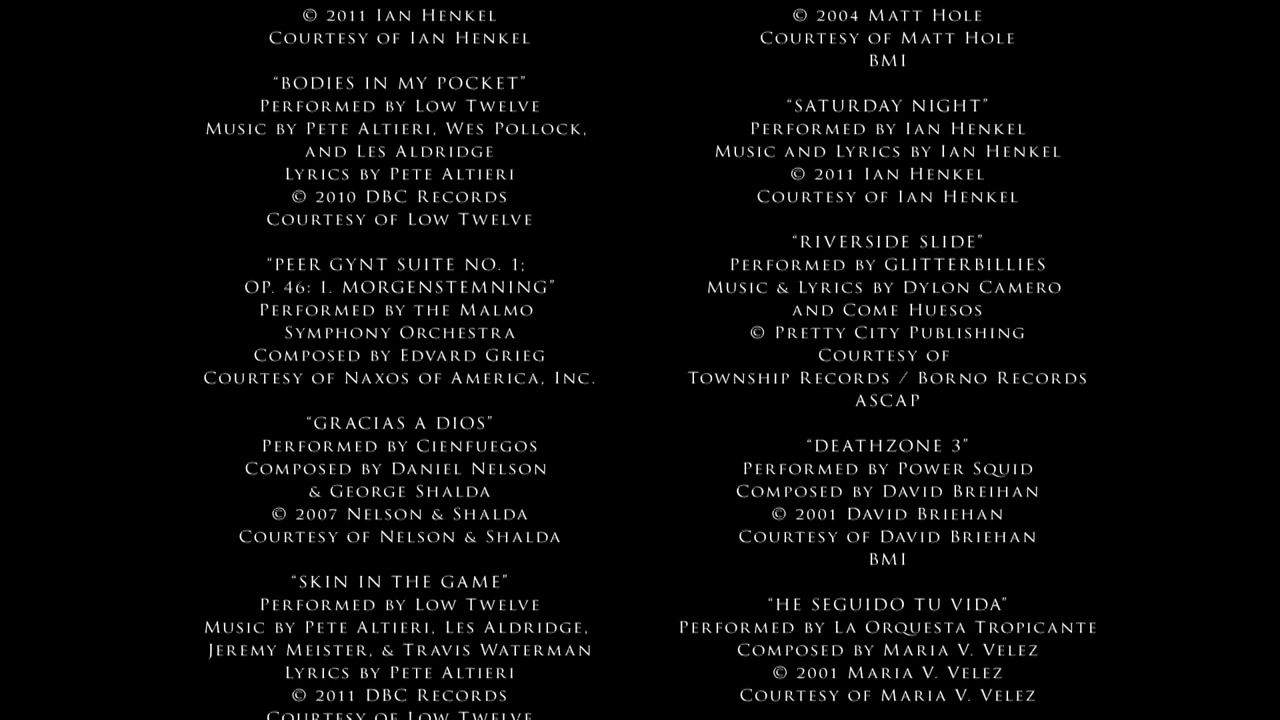 © 2011 Ian Henkel
Courtesy of Ian Henkel
“BODIES IN MY POCKET”
Performed by Low Twelve
Music by Pete Altieri, Wes Pollock,
and Les Aldridge
Lyrics by Pete Altieri
© 2010 DBC Records
Courtesy of Low Twelve
“PEER GYNT SUITE NO. 1;
OP. 46: I. MORGENSTEMNING”
Performed by the Malmo
Symphony Orchestra
Composed by Edvard Grieg
Courtesy of Naxos of America, Inc.
“GRACIAS A DIOS”
Performed by Cienfuegos
Composed by Daniel Nelson
& George Shalda
© 2007 Nelson & Shalda
Courtesy of Nelson & Shalda
“SKIN IN THE GAME”
Performed by Low Twelve
Music by Pete Altieri, Les Aldridge,
Jeremy Meister, & Travis Waterman
Lyrics by Pete Altieri
© 2011 DBC Records
Courtesy of Low Twelve
© 2004 Matt Hole
Courtesy of Matt Hole
BMI
“SATURDAY NIGHT”
Performed by Ian Henkel
Music and Lyrics by Ian Henkel
© 2011 Ian Henkel
Courtesy of Ian Henkel
“RIVERSIDE SLIDE”
Performed by GLITTERBILLIES
Music & Lyrics by Dylon Camero
and Come Huesos
© Pretty City Publishing
Courtesy of
Township Records / Borno Records
ASCAP
“DEATHZONE 3”
Performed by Power Squid
Composed by David Breihan
© 2001 David Briehan
Courtesy of David Briehan
BMI
“HE SEGUIDO TU VIDA”
Performed by La Orquesta Tropicante
Composed by Maria V. Velez
© 2001 Maria V. Velez
Courtesy of Maria V. Velez